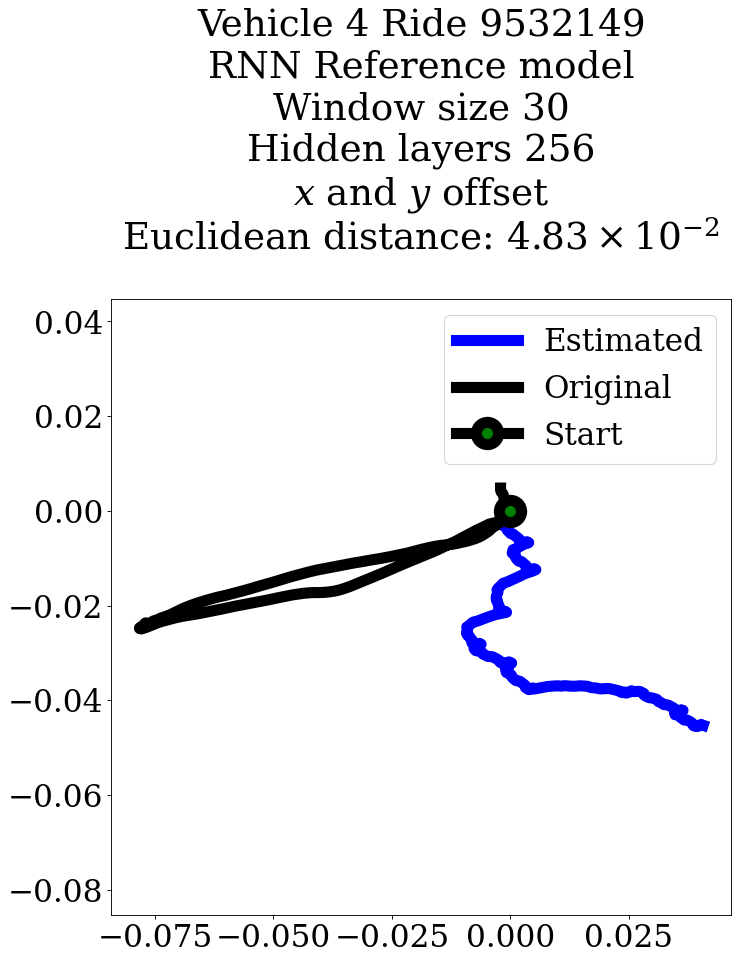 Vehicle 4 Ride 9532149
RNN Reference model
Window size 30
Hidden layers 256
x and y offset
Euclidean distance: 4.83 × 10⁻²
Estimated
Original
Start
0.04
0.02
0.00
−0.02
−0.04
−0.06
−0.08
−0.075 −0.050 −0.025 0.000 0.025